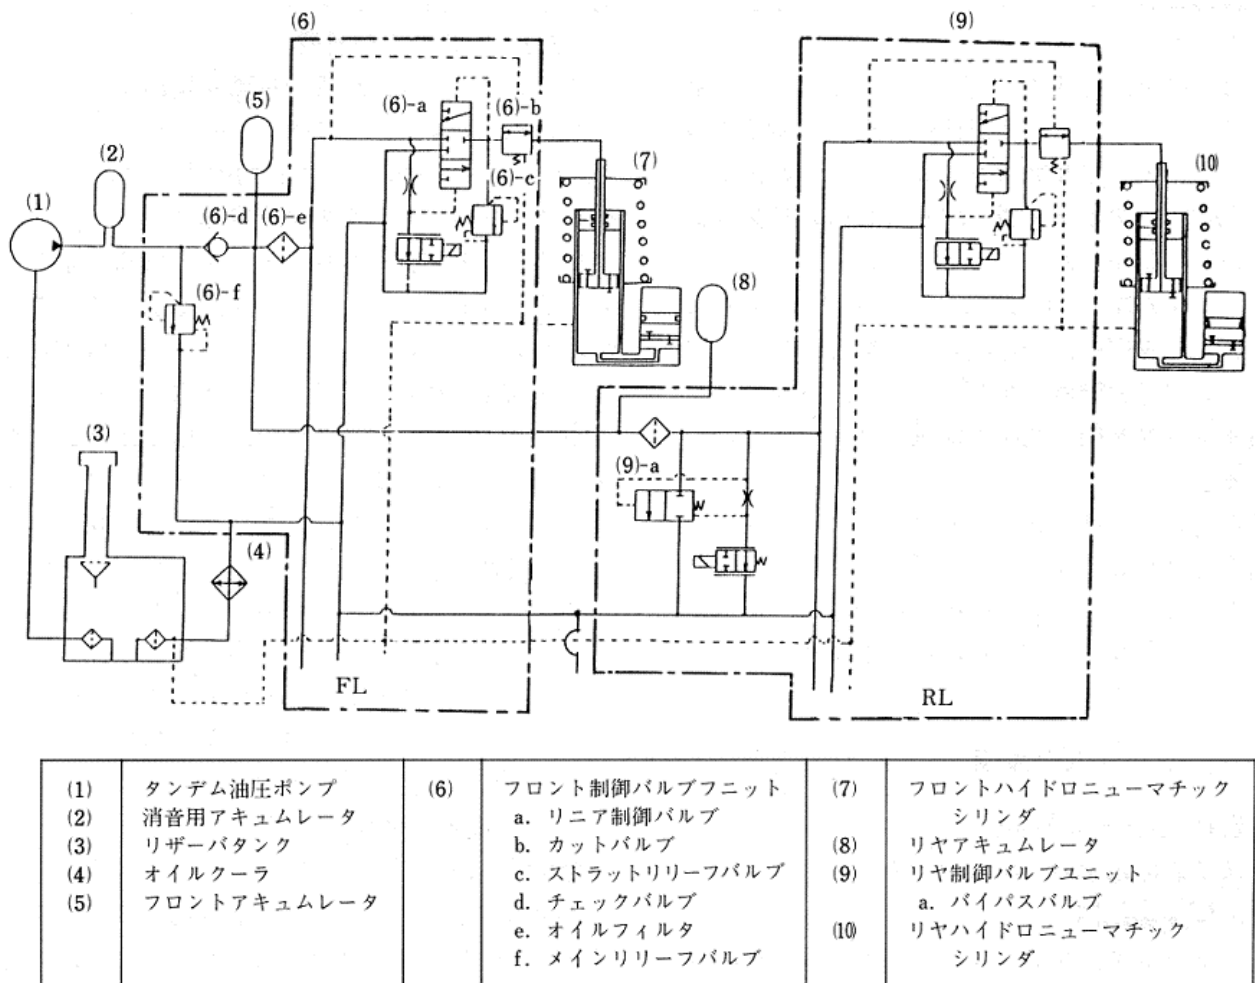 (6)
(9)
(5)
(6)-a
(6)-b
(2)
(7)
(10)
(1)
(6)-c
(6)-d
(6)-e
(6)-f
(8)
(3)
(9)-a
(4)
FL
RL
(1) タンデム油圧ポンプ
(2) 消音用アキュムレータ
(3) リザーバタンク
(4) オイルクーラ
(5) フロントアキュムレータ
(6) フロント制御バルブフニット
a. リニア制御バルブ
b. カットバルブ
c. ストラットリリーフバルブ
d. チェックバルブ
e. オイルフィルタ
f. メインリリーフバルブ
(7) フロントハイドロニューマチック
シリンダ
(8) リヤアキュムレータ
(9) リヤ制御バルブユニット
a. バイパスバルブ
(10) リヤハイドロニューマチック
シリンダ